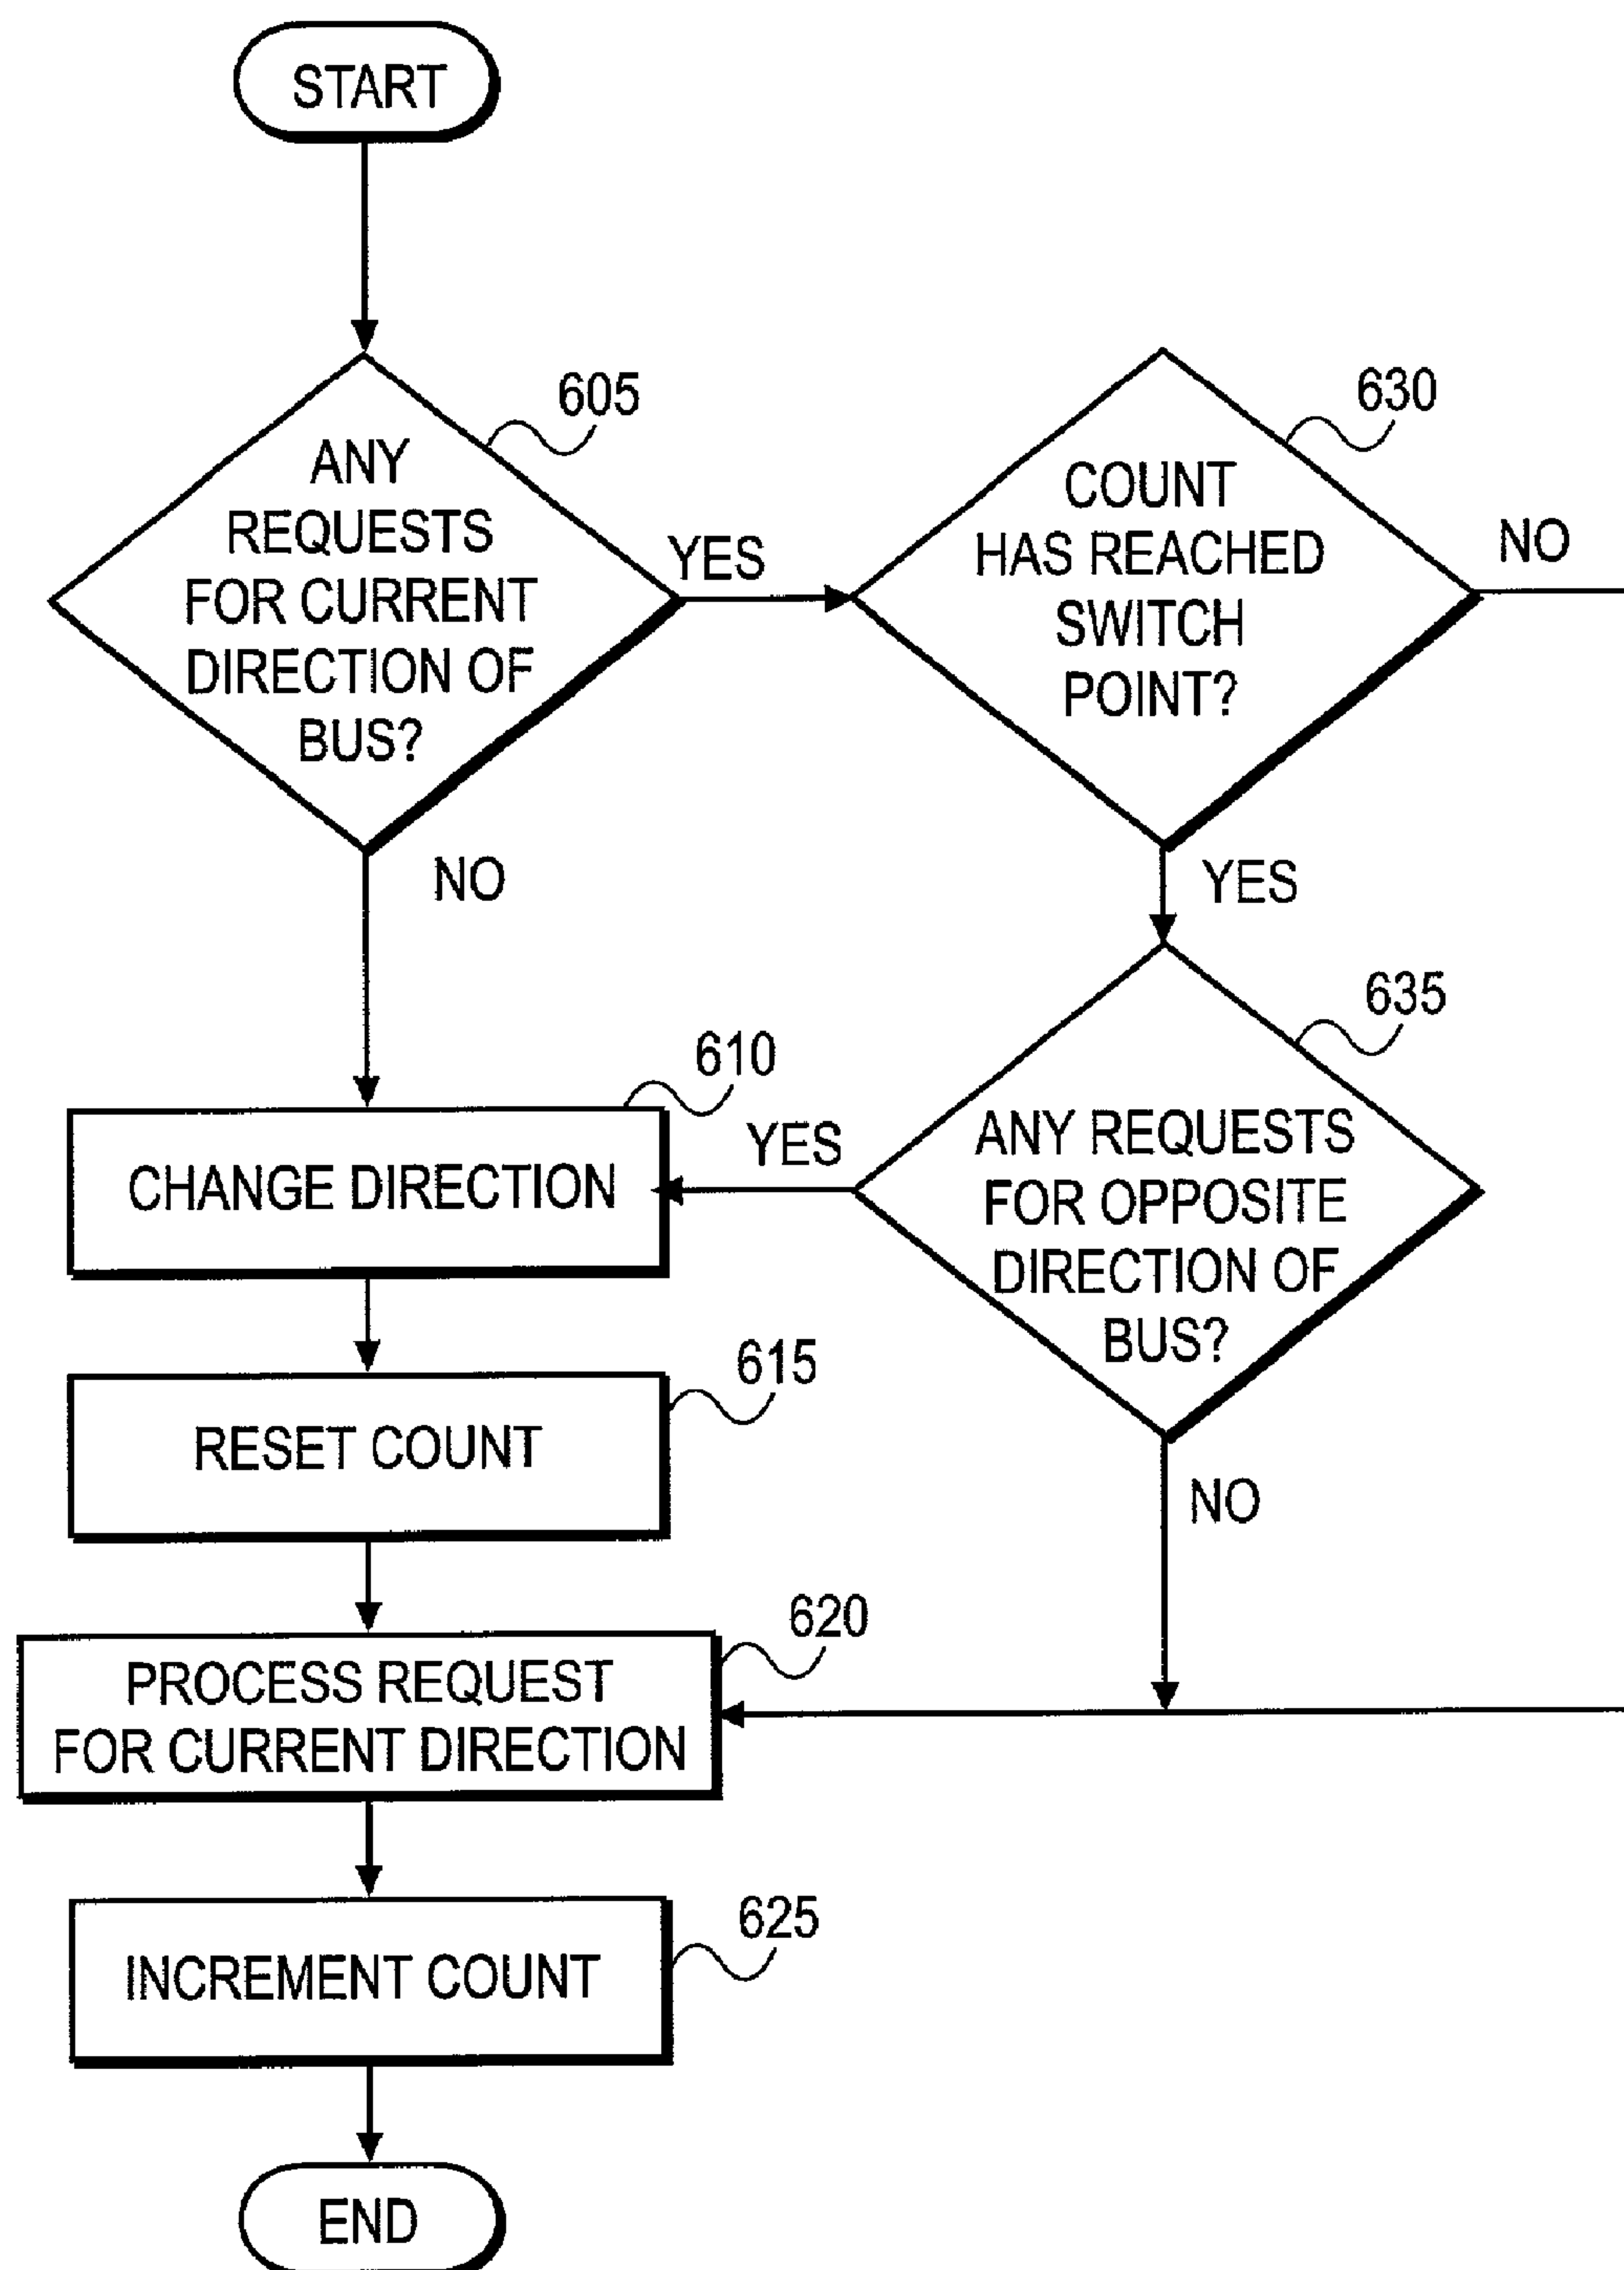 START
605
ANY
REQUESTS
FOR CURRENT
DIRECTION OF
BUS?
YES
NO
630
COUNT
HAS REACHED
SWITCH
POINT?
NO
YES
635
ANY REQUESTS
FOR OPPOSITE
DIRECTION OF
BUS?
YES
NO
610
CHANGE DIRECTION
615
RESET COUNT
620
PROCESS REQUEST
FOR CURRENT DIRECTION
625
INCREMENT COUNT
END